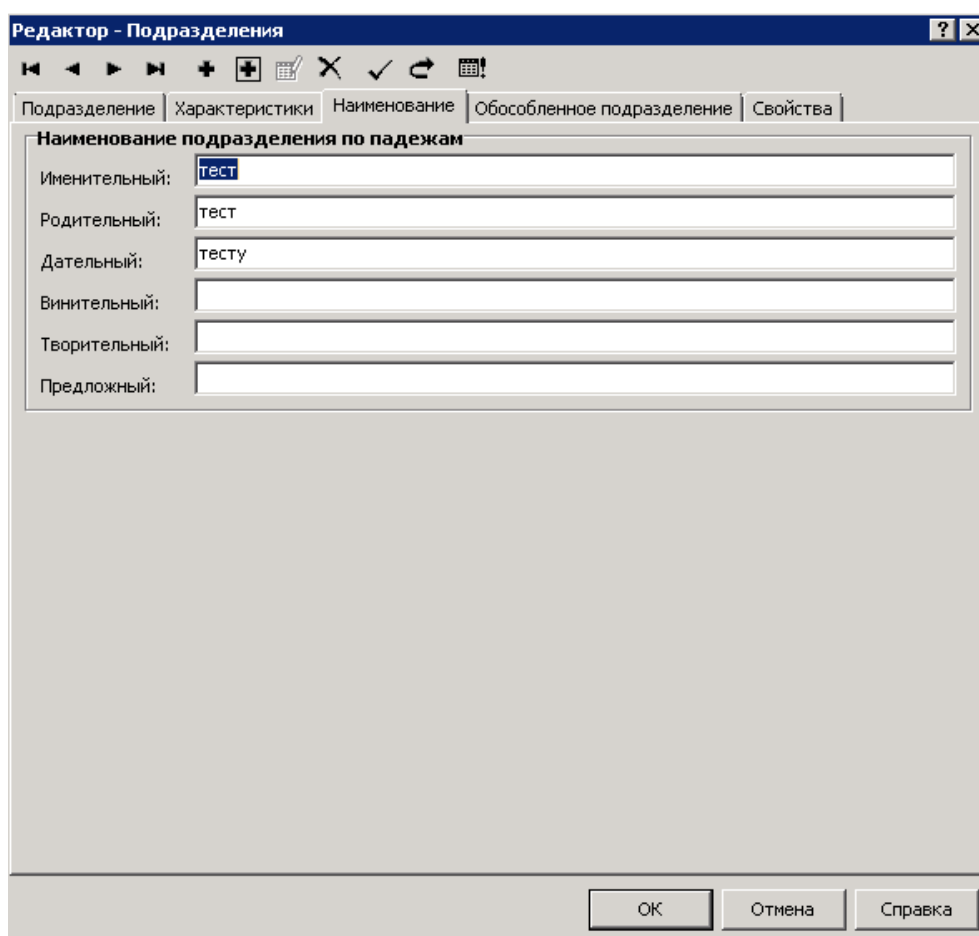 Редактор - Подразделения
Подразделение Характеристики Наименование Обособленное подразделение Свойства
Наименование подразделения по падежам
Именительный: тест
Родительный: тест
Дательный: тесту
Винительный:
Творительный:
Предложный:
ОК Отмена Справка